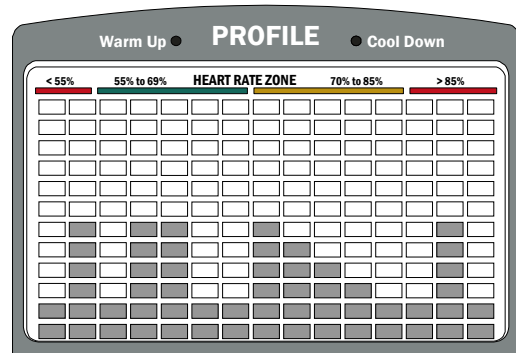 Warm Up PROFILE Cool Down
< 55% 55% to 69% HEART RATE ZONE 70% to 85% > 85%